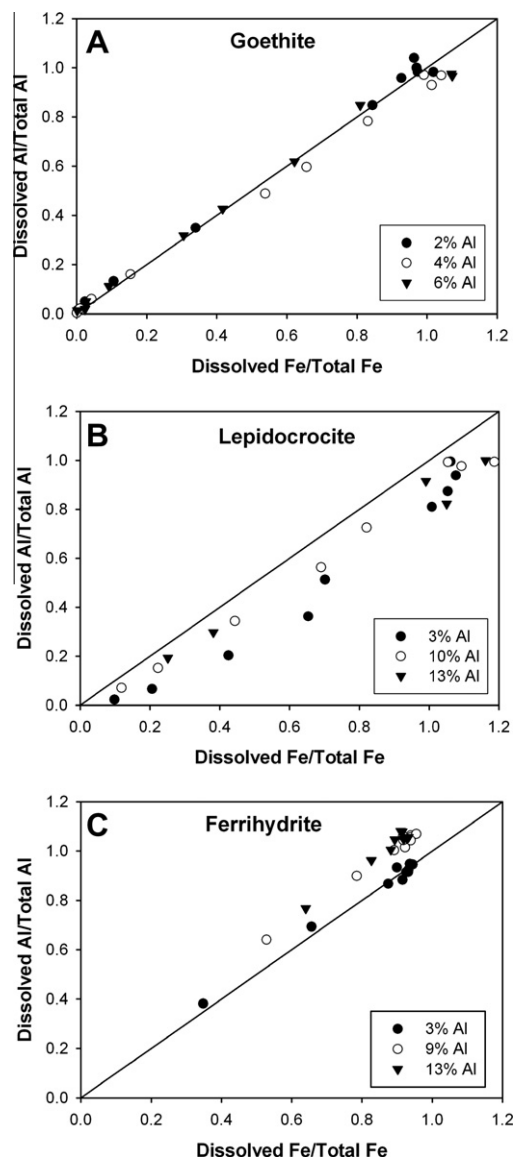 A
Goethite
Dissolved Al/Total Al
1.2
1.0
0.8
0.6
0.4
0.2
0.0
2% Al
4% Al
6% Al
0.0 0.2 0.4 0.6 0.8 1.0 1.2
Dissolved Fe/Total Fe
B
Lepidocrocite
Dissolved Al/Total Al
1.2
1.0
0.8
0.6
0.4
0.2
0.0
3% Al
10% Al
13% Al
0.0 0.2 0.4 0.6 0.8 1.0 1.2
Dissolved Fe/Total Fe
C
Ferrihydrite
Dissolved Al/Total Al
1.2
1.0
0.8
0.6
0.4
0.2
0.0
3% Al
9% Al
13% Al
0.0 0.2 0.4 0.6 0.8 1.0 1.2
Dissolved Fe/Total Fe